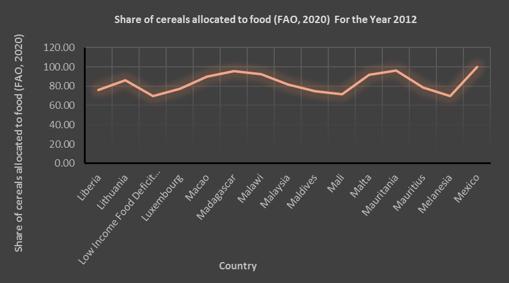 Share of cereals allocated to food (FAO, 2020) For the Year 2012
Share of cereals allocated to food (FAO, 2020)
120.00
100.00
80.00
60.00
40.00
20.00
0.00
Liberia
Lithuania
Low Income Food Deficit...
Luxembourg
Macao
Madagascar
Malawi
Malaysia
Maldives
Mali
Malta
Mauritania
Mauritius
Melanesia
Mexico
Country